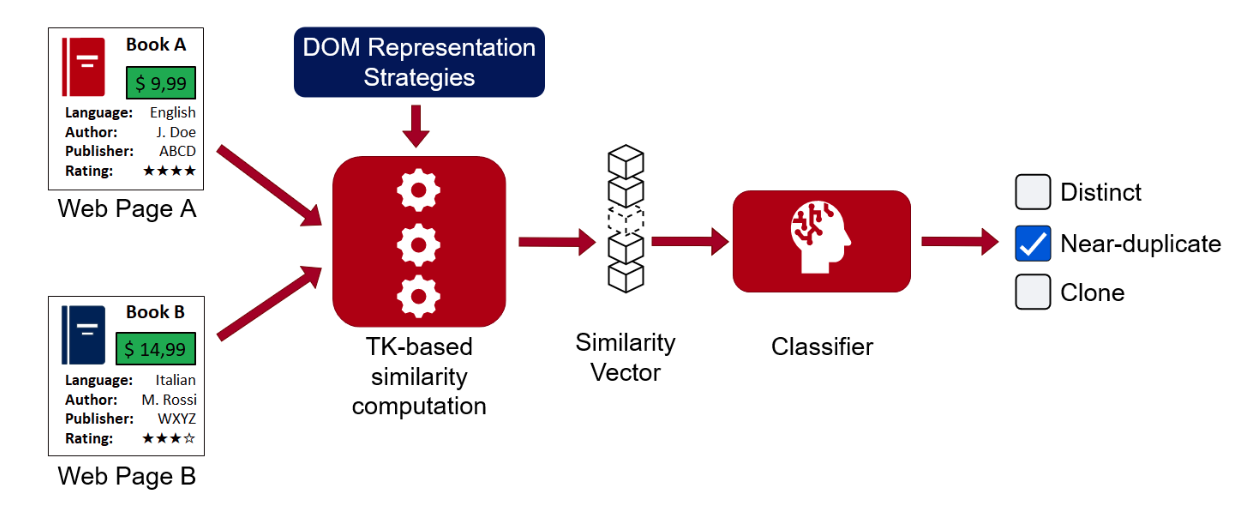 Book A
$ 9,99
Language: English
Author: J. Doe
Publisher: ABCD
Rating: ★★★★
Web Page A
DOM Representation
Strategies
Book B
$ 14,99
Language: Italian
Author: M. Rossi
Publisher: WXYZ
Rating: ★★★☆
Web Page B
TK-based
similarity
computation
Similarity
Vector
Classifier
Distinct
Near-duplicate
Clone